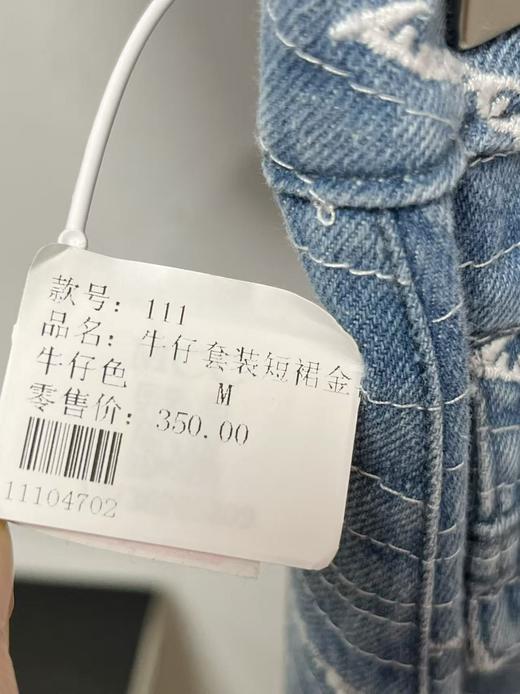 款号: 111
品名: 牛仔套装短裙金
牛仔色 M
零售价: 350.00
11104702